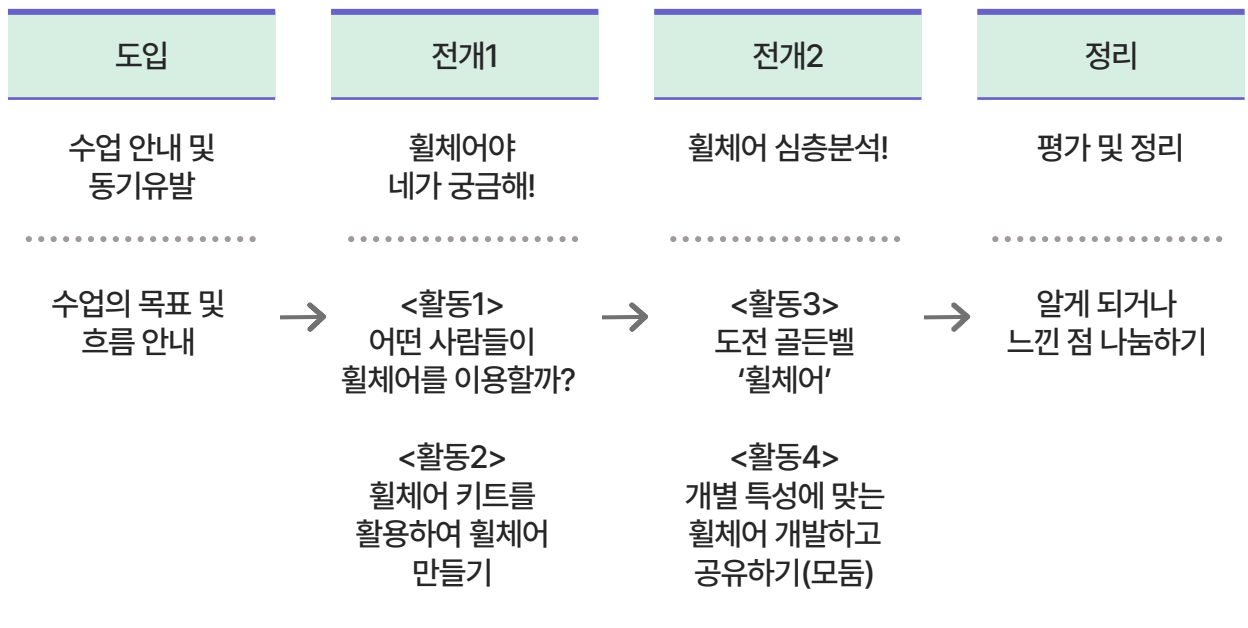 도입
수업 안내 및
동기유발
수업의 목표 및
흐름 안내
전개1
휠체어야
네가 궁금해!
<활동1>
어떤 사람들이
휠체어를 이용할까?
<활동2>
휠체어 키트를
활용하여 휠체어
만들기
전개2
휠체어 심층분석!
<활동3>
도전 골든벨
‘휠체어’
<활동4>
개별 특성에 맞는
휠체어 개발하고
공유하기(모둠)
정리
평가 및 정리
알게 되거나
느낀 점 나눔하기